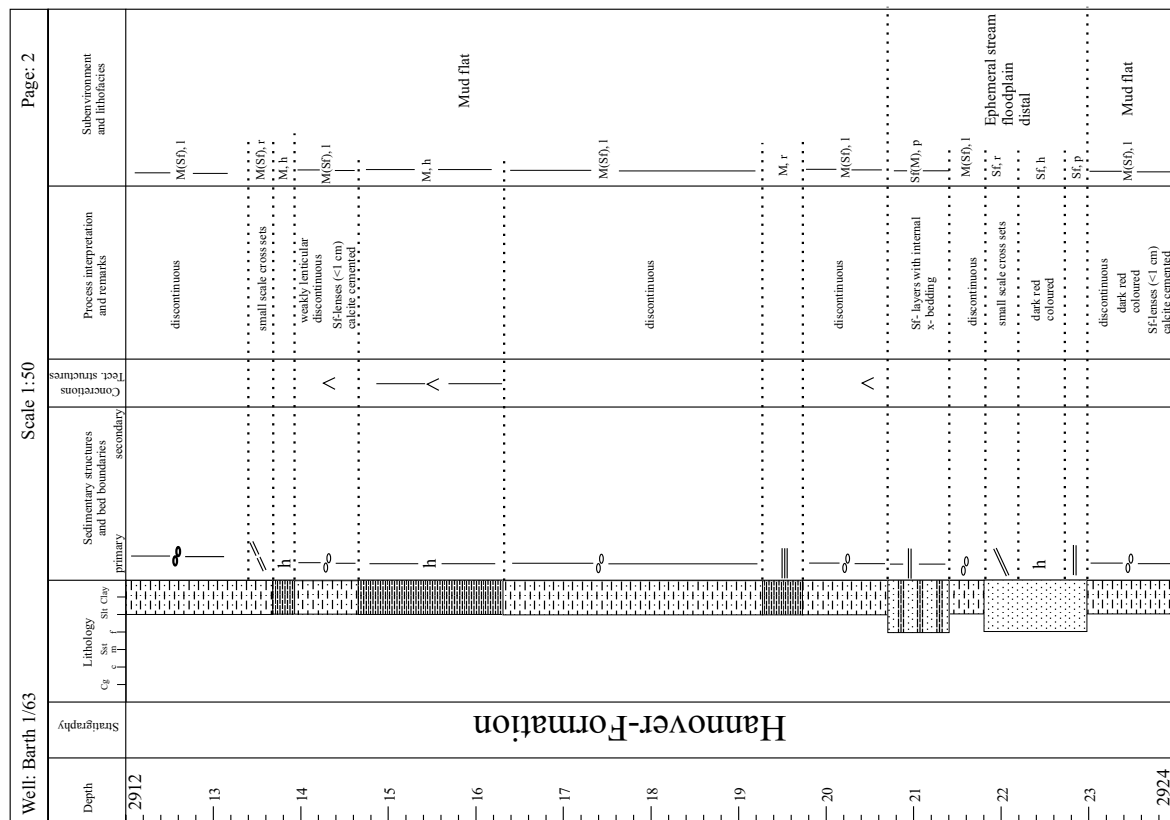 Well: Barth 1/63
Scale 1:50
Page: 2
Depth
Stratigraphy
Lithology
Cg
c
Sst
m
f
Slt
Clay
Sedimentary structures
and bed boundaries
primary
secondary
Concretions
Tect. structures
Process interpretation
and remarks
Subenvironment
and lithofacies
2912
13
14
15
16
17
18
19
20
21
22
23
2924
Hannover-Formation
h
h
h
discontinuous
small scale cross sets
weakly lenticular
discontinuous
Sf-lenses (<1 cm)
calcite cemented
discontinuous
discontinuous
Sf- layers with internal
x- bedding
discontinuous
small scale cross sets
dark red
coloured
discontinuous
dark red
coloured
Sf-lenses (<1 cm)
calcite cemented
M(Sf), l
M(Sf), r
M, h
M(Sf), l
M, h
M(Sf), l
M, r
M(Sf), l
Sf(M), p
M(Sf), l
Sf, r
Sf, h
Sf, p
M(Sf), l
Mud flat
Ephemeral stream
floodplain
distal
Mud flat